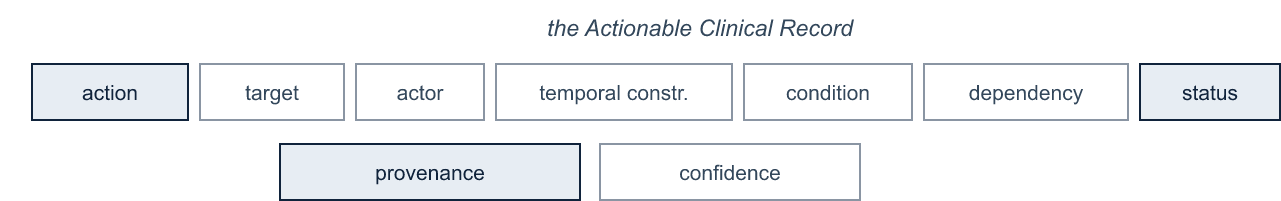 the Actionable Clinical Record
action target actor temporal constr. condition dependency status
provenance confidence